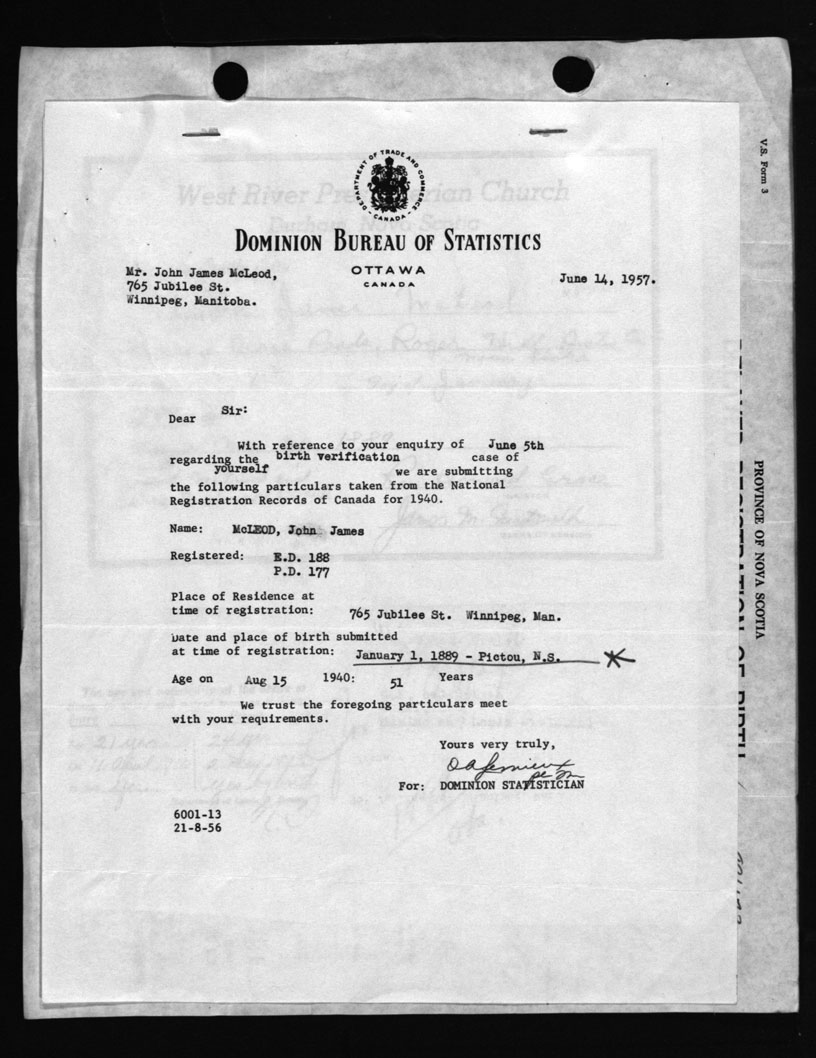 DEPARTMENT OF TRADE AND COMMERCE
- CANADA -
West River Presbyterian Church
Durham, Nova Scotia
DOMINION BUREAU OF STATISTICS
OTTAWA
CANADA
Mr. John James McLeod,
765 Jubilee St.
Winnipeg, Manitoba.
June 14, 1957.
Dear Sir:
With reference to your enquiry of June 5th
regarding the birth verification case of
yourself we are submitting
the following particulars taken from the National
Registration Records of Canada for 1940.
Name: McLEOD, John James
Registered: E.D. 188
P.D. 177
Place of Residence at
time of registration: 765 Jubilee St. Winnipeg, Man.
Date and place of birth submitted
at time of registration: January 1, 1889 - Pictou, N.S.
Age on Aug 15 1940: 51 Years
We trust the foregoing particulars meet
with your requirements.
Yours very truly,
For: DOMINION STATISTICIAN
6001-13
21-8-56
V.S. Form 3
PROVINCE OF NOVA SCOTIA
REGISTRATION OF BIRTH